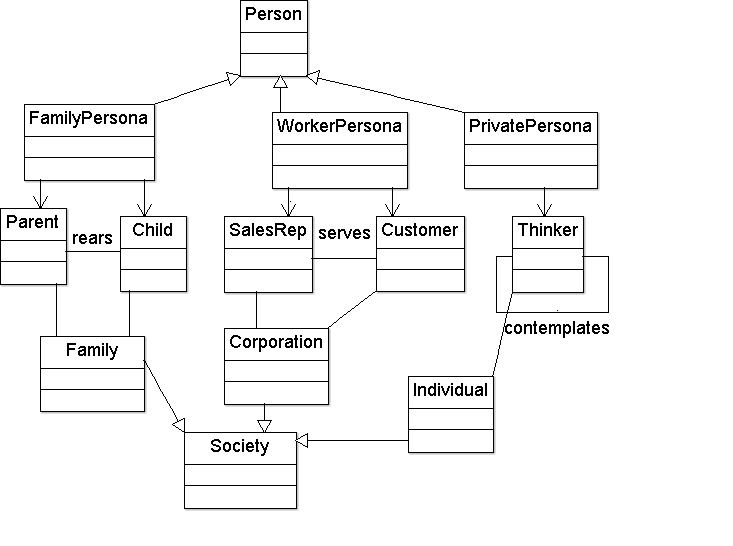 Person
FamilyPersona
WorkerPersona
PrivatePersona
Parent
rears
Child
SalesRep
serves
Customer
Thinker
contemplates
Family
Corporation
Individual
Society